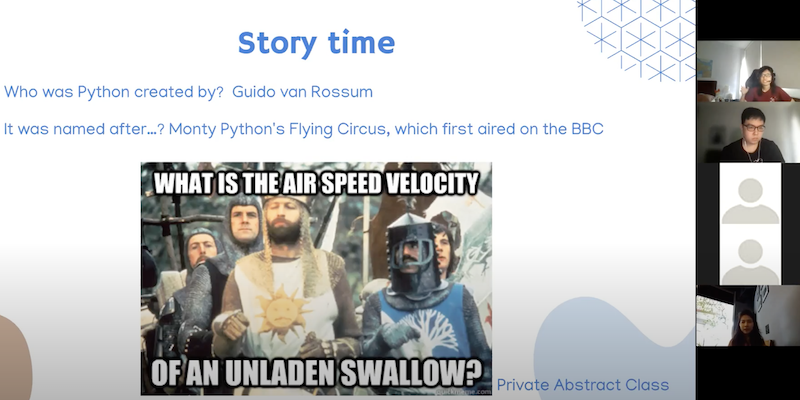 Story time
Who was Python created by? Guido van Rossum
It was named after...? Monty Python's Flying Circus, which first aired on the BBC
WHAT IS THE AIR SPEED VELOCITY
OF AN UNLADEN SWALLOW?
Private Abstract Class